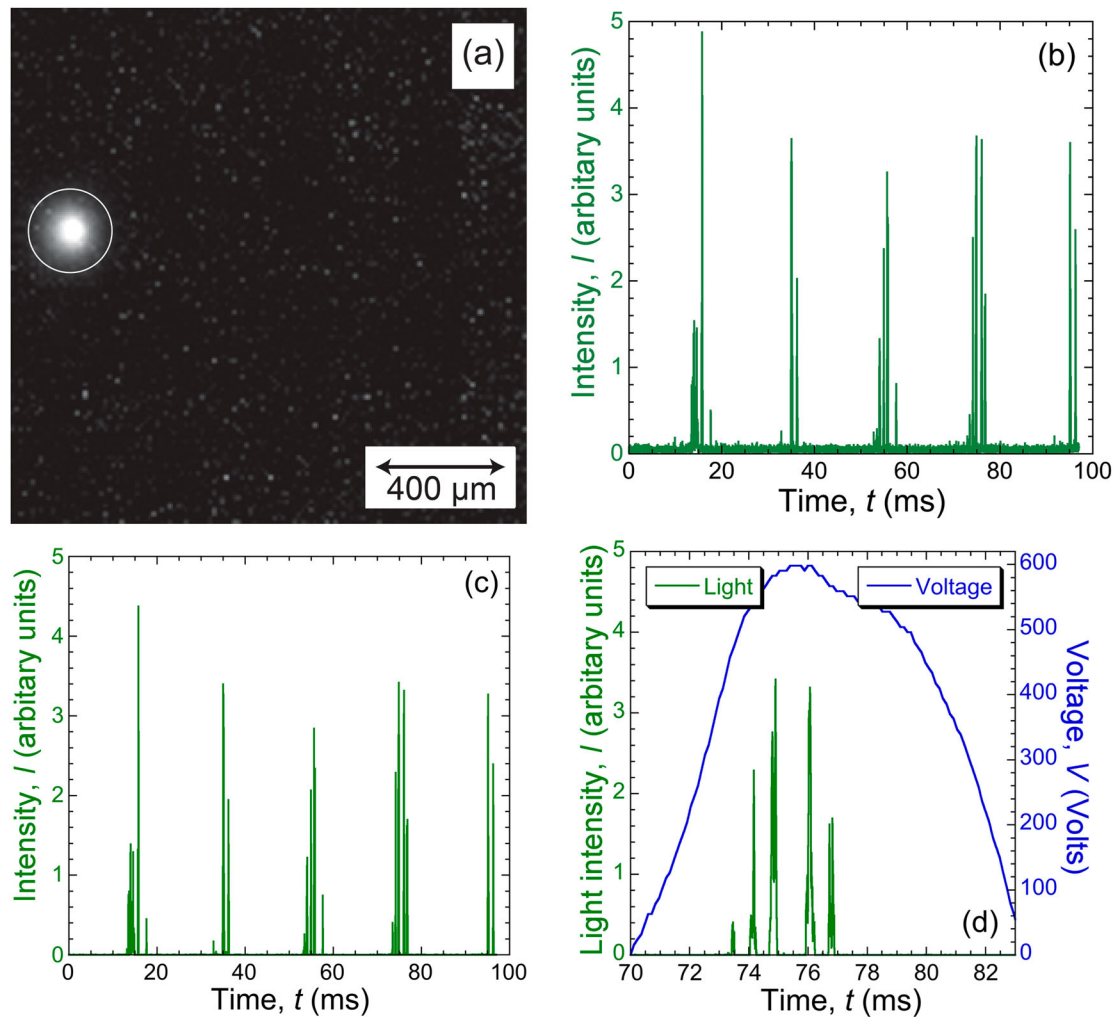 (a)
400 µm
(b)
Intensity, I (arbitary units)
5
4
3
2
1
0
0 20 40 60 80 100
Time, t (ms)
(c)
Intensity, I (arbitary units)
5
4
3
2
1
0
0 20 40 60 80 100
Time, t (ms)
(d)
Light
Voltage
Light intensity, I (arbitary units)
5
4
3
2
1
0
Voltage, V (Volts)
600
500
400
300
200
100
0
70 72 74 76 78 80 82
Time, t (ms)